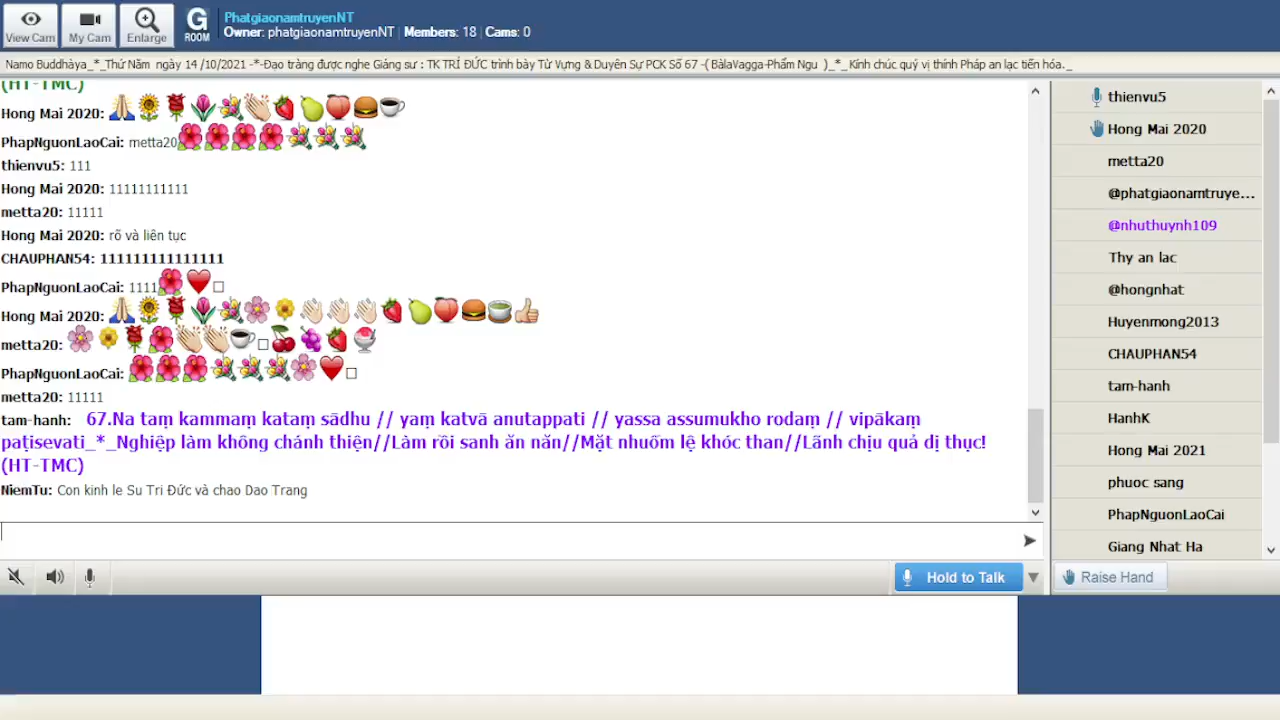 PhatgiaonamtruyenNT
Owner: phatgiaonamtruyenNT | Members: 18 | Cams: 0
View Cam
My Cam
Enlarge
G
ROOM
Namo Buddhàya_*_Thứ Năm ngày 14 /10/2021 -*-Đạo tràng được nghe Giảng sư : TK TRÍ ĐỨC trình bày Từ Vựng & Duyên Sự PCK Số 67 -( BàlaVagga-Phẩm Ngu )_*_ Kính chúc quý vị thính Pháp an lạc tiến hóa._
(HT-TMC)
Hong Mai 2020:
PhapNguonLaoCai: metta20
thienvu5: 111
Hong Mai 2020: 11111111111
metta20: 11111
Hong Mai 2020: rõ và liên tục
CHAUPHAN54: 111111111111111
PhapNguonLaoCai: 1111
Hong Mai 2020:
metta20:
PhapNguonLaoCai:
metta20: 11111
tam-hanh: 67.Na taṃ kammaṃ kataṃ sādhu // yaṃ katvā anutappati // yassa assumukho rodaṃ // vipākaṃ
paṭisevati_*_Nghiệp làm không chánh thiện//Làm rồi sanh ăn năn//Mặt nhuốm lệ khóc than//Lãnh chịu quả dị thục!
(HT-TMC)
NiemTu: Con kinh le Su Tri Đức và chao Dao Trang
Hold to Talk
thienvu5
Hong Mai 2020
metta20
@phatgiaonamtruye...
@nhuthuynh109
Thy an lac
@hongnhat
Huyenmong2013
CHAUPHAN54
tam-hanh
HanhK
Hong Mai 2021
phuoc sang
PhapNguonLaoCai
Giang Nhat Ha
Raise Hand